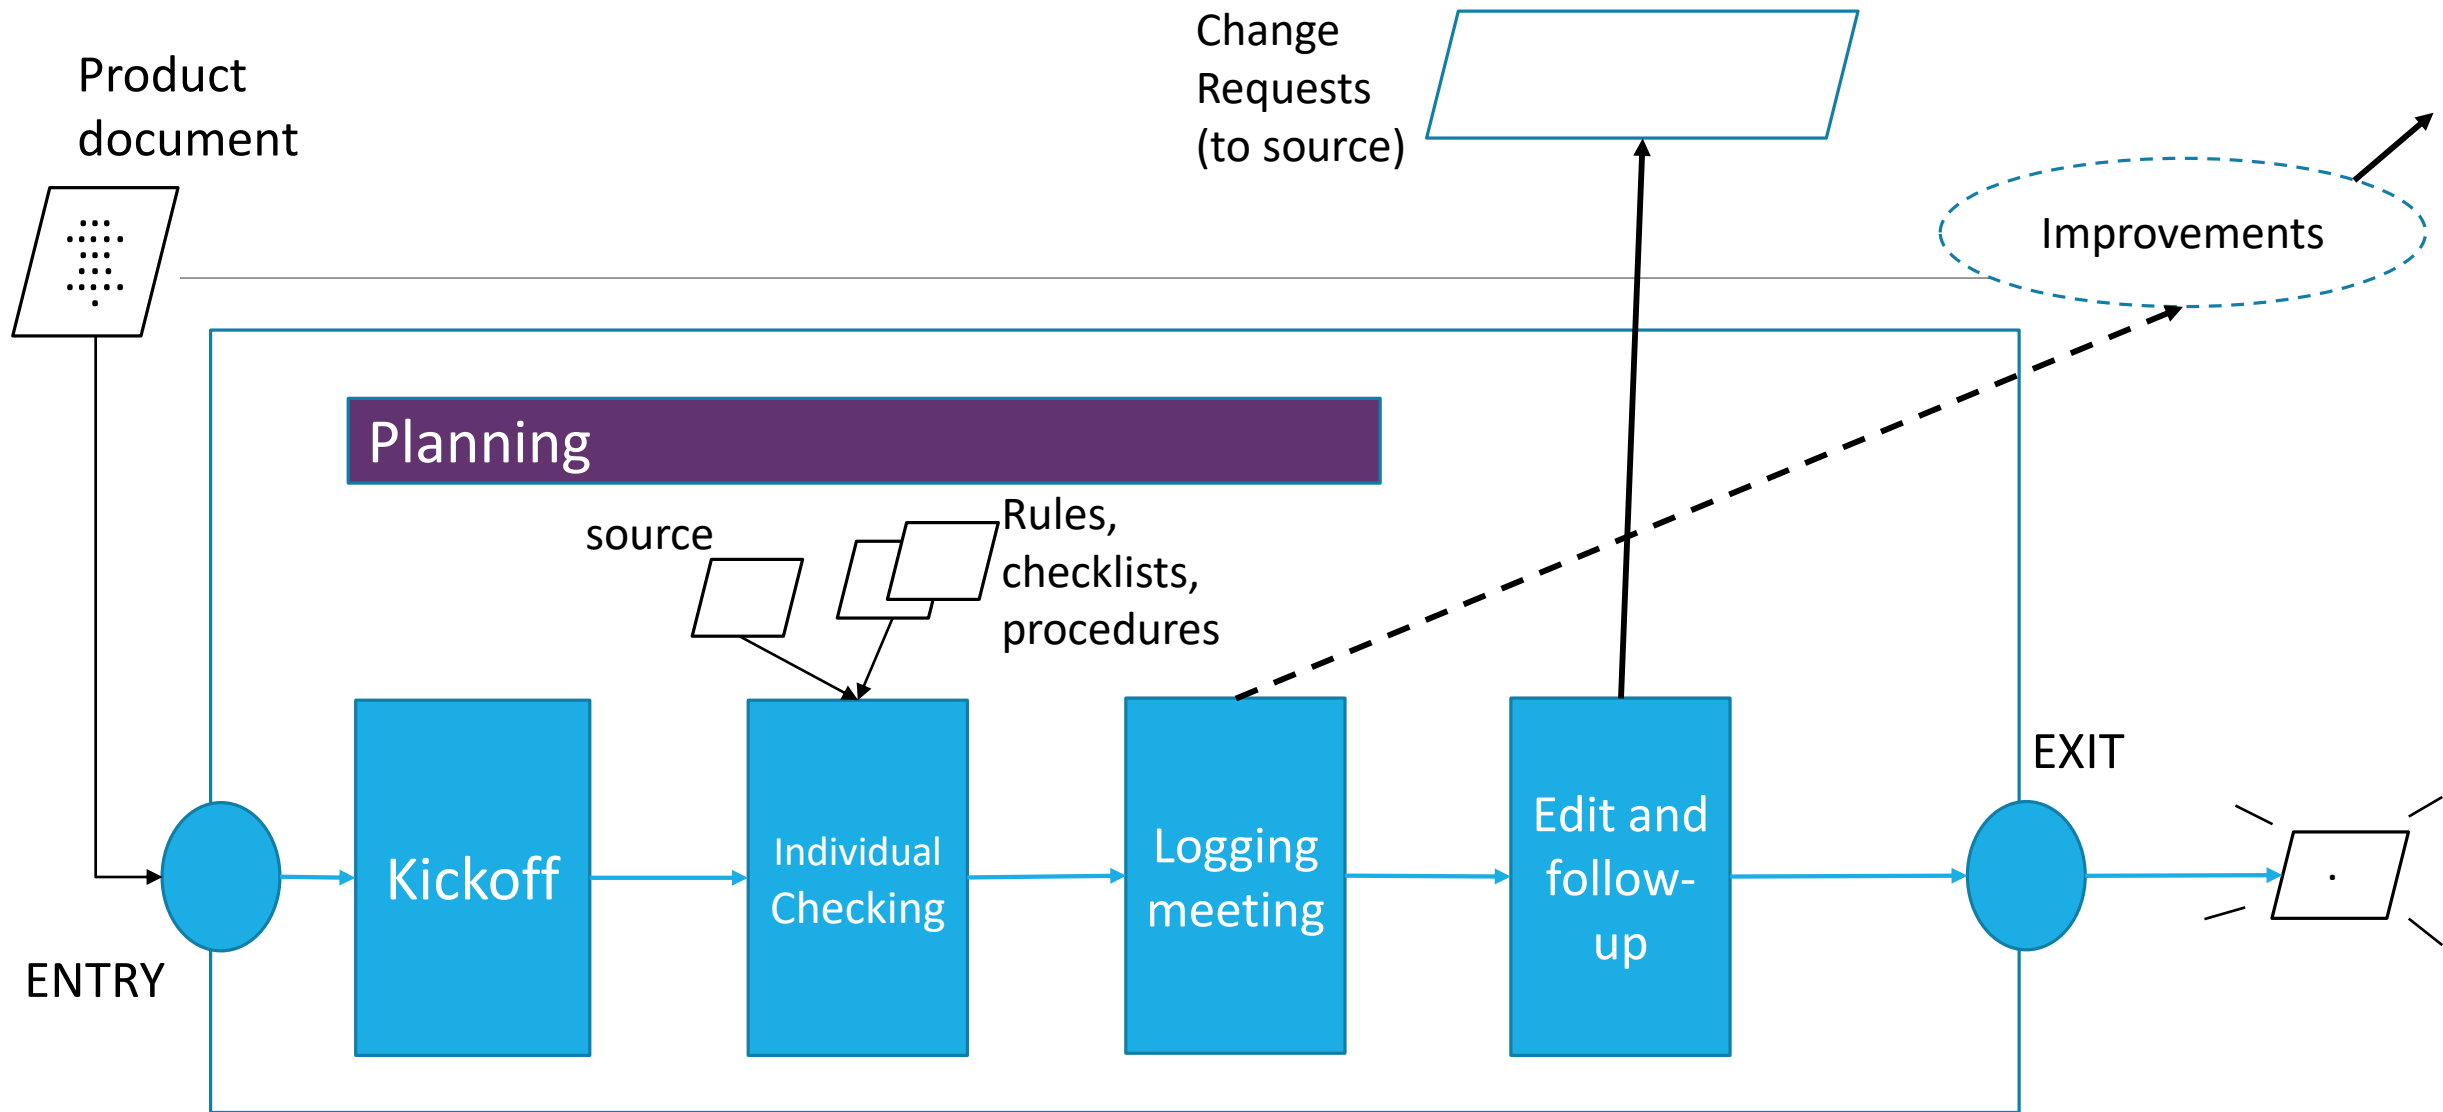 Product
document
Change
Requests
(to source)
Improvements
Planning
source
Rules,
checklists,
procedures
Kickoff
Individual
Checking
Logging
meeting
Edit and
follow-
up
EXIT
ENTRY